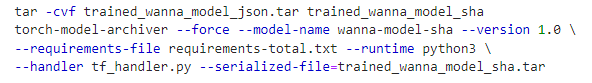 tar -cvf trained_wanna_model_json.tar trained_wanna_model_sha
torch-model-archiver --force --model-name wanna-model-sha --version 1.0 \
--requirements-file requirements-total.txt --runtime python3 \
--handler tf_handler.py --serialized-file=trained_wanna_model_sha.tar